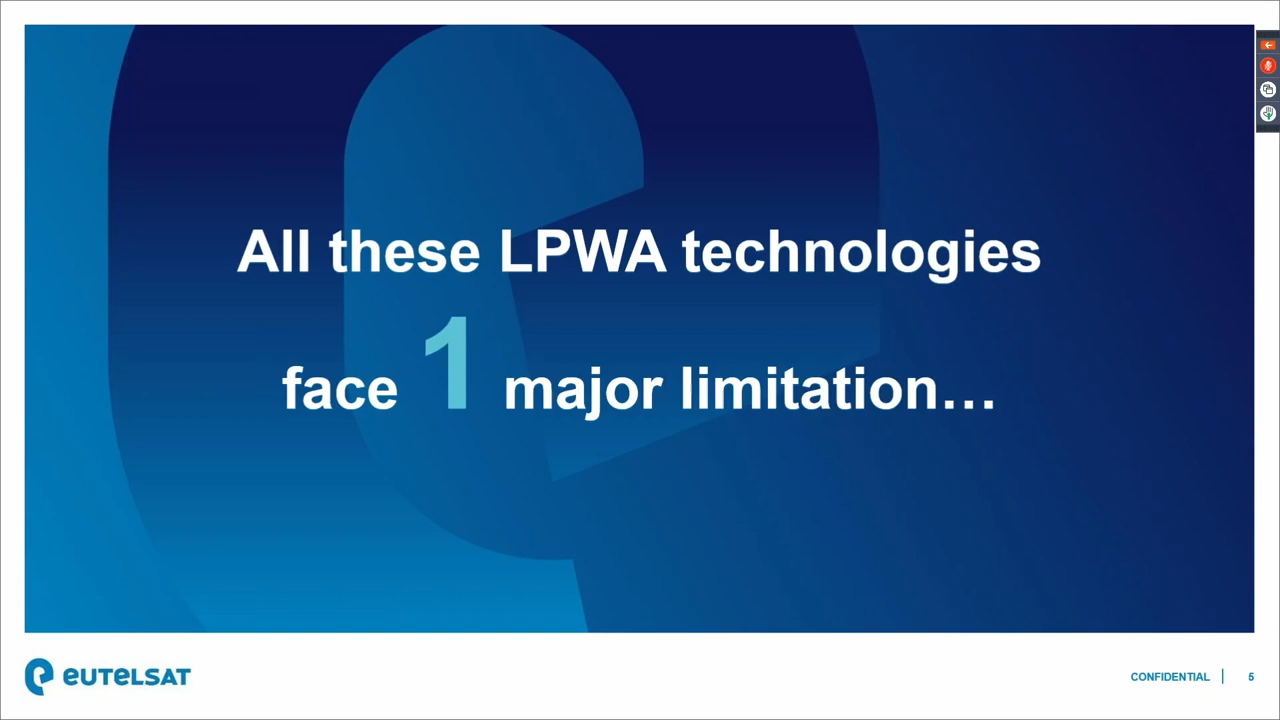 All these LPWA technologies
face 1 major limitation...
eutelsat
CONFIDENTIAL | 5